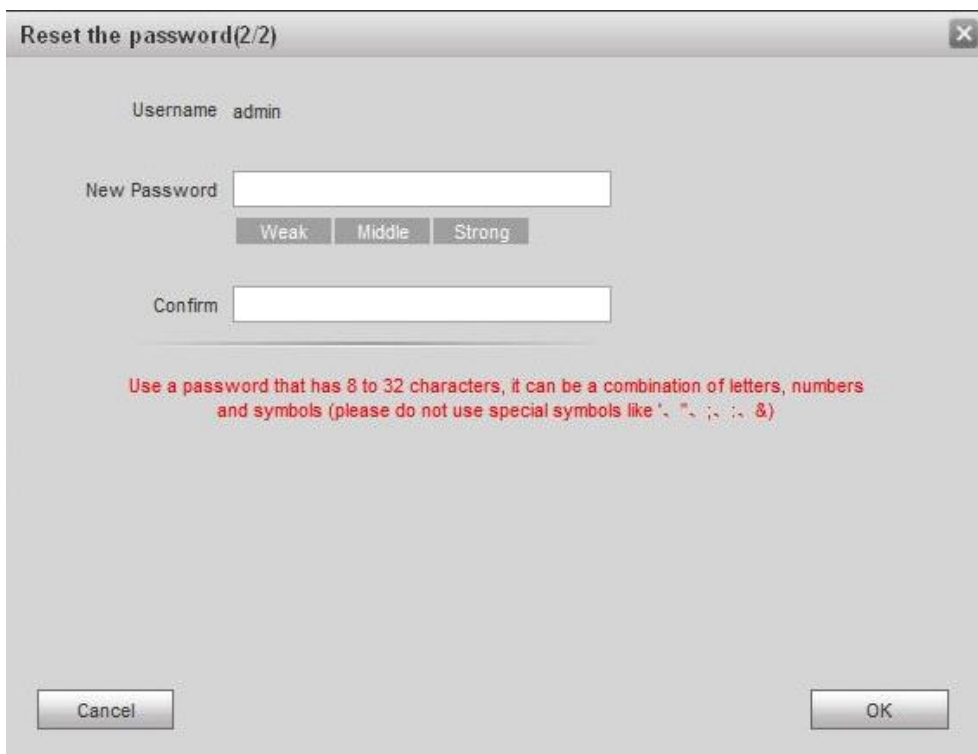 Reset the password(2/2)
Username admin
New Password
Weak Middle Strong
Confirm
Use a password that has 8 to 32 characters, it can be a combination of letters, numbers
and symbols (please do not use special symbols like '、"、;、:、&)
Cancel OK